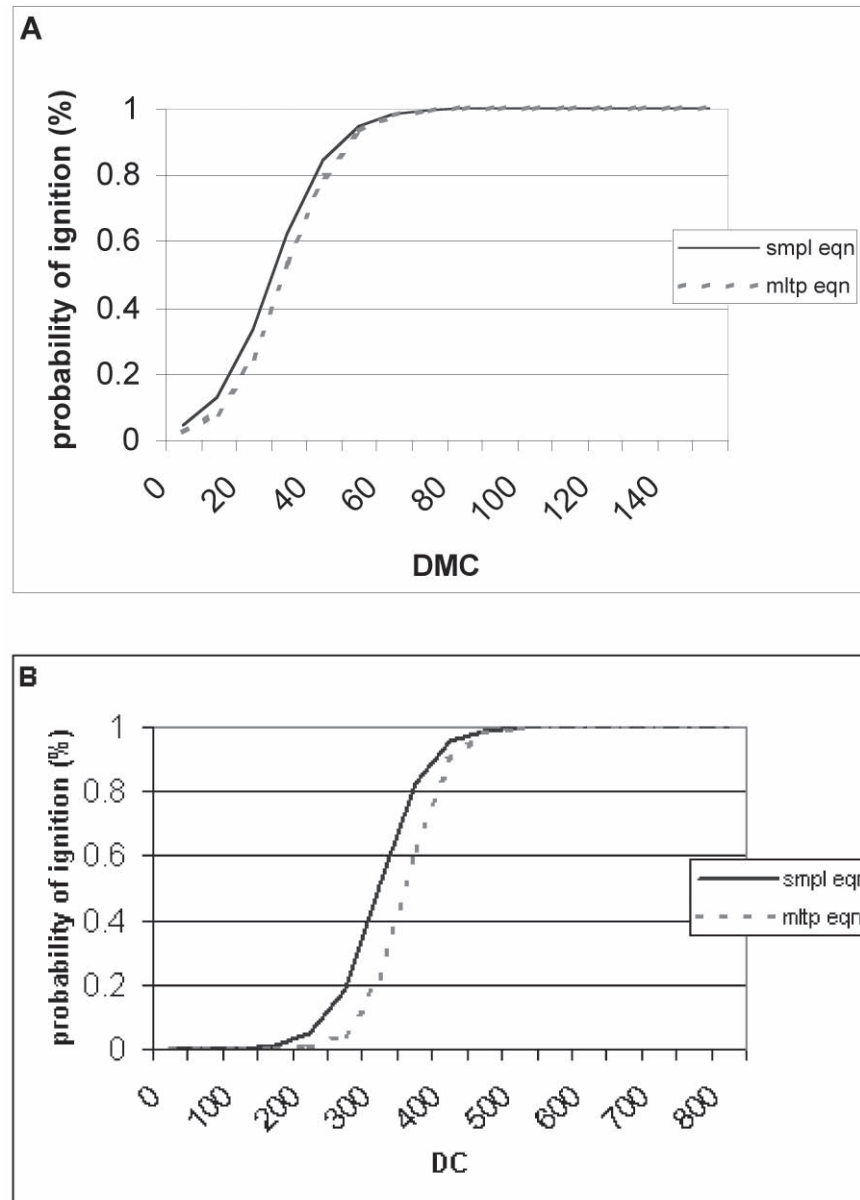 A
probability of ignition (%)
1
0.8
0.6
0.4
0.2
0
0 20 40 60 80 100 120 140
DMC
smpl eqn
mltp eqn
B
probability of ignition (%)
1
0.8
0.6
0.4
0.2
0
0 100 200 300 400 500 600 700 800
DC
smpl eqn
mltp eqn